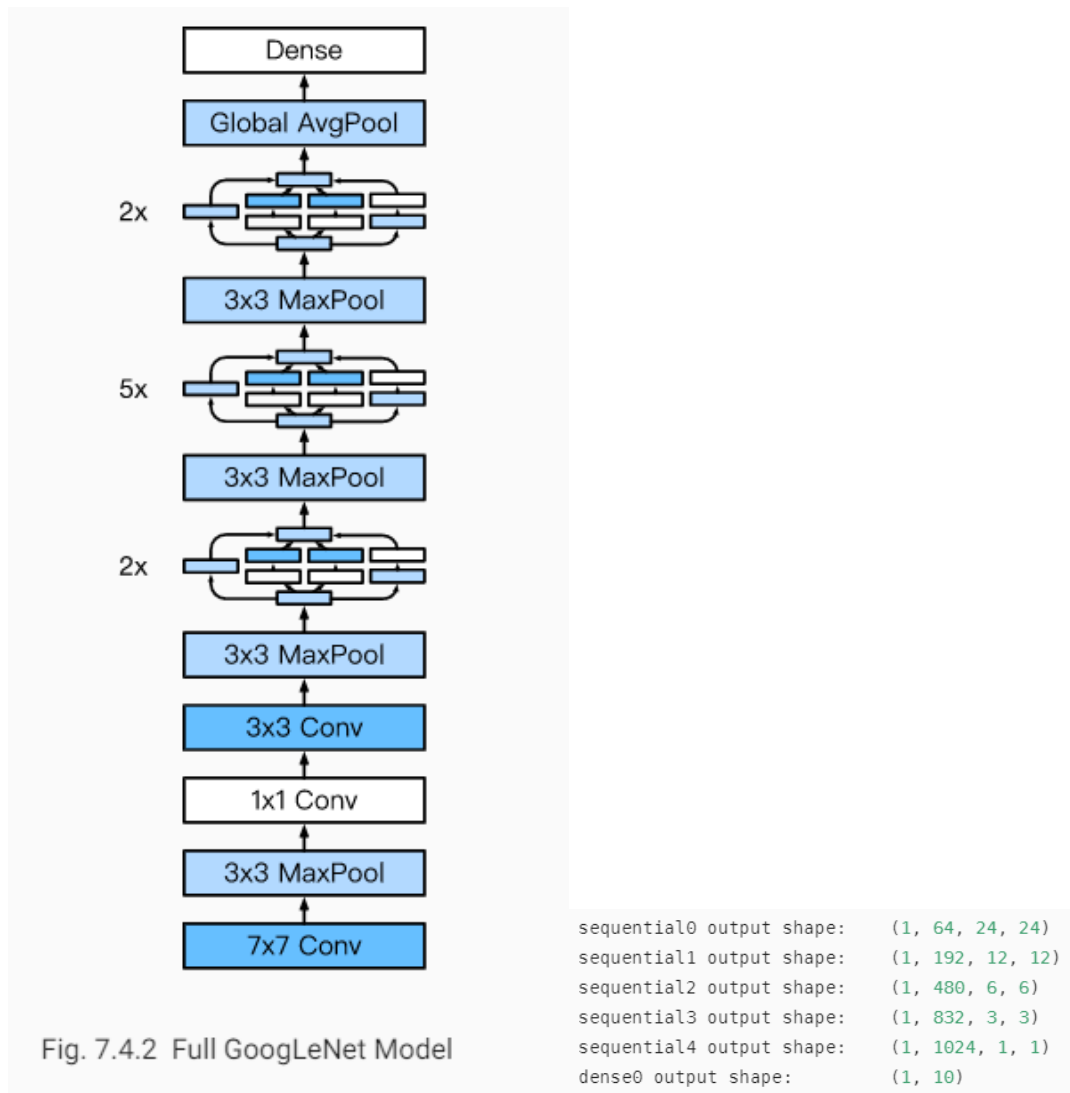 Dense
Global AvgPool
2x
3x3 MaxPool
5x
3x3 MaxPool
2x
3x3 MaxPool
3x3 Conv
1x1 Conv
3x3 MaxPool
7x7 Conv
Fig. 7.4.2 Full GoogLeNet Model
sequential0 output shape: (1, 64, 24, 24)
sequential1 output shape: (1, 192, 12, 12)
sequential2 output shape: (1, 480, 6, 6)
sequential3 output shape: (1, 832, 3, 3)
sequential4 output shape: (1, 1024, 1, 1)
dense0 output shape: (1, 10)